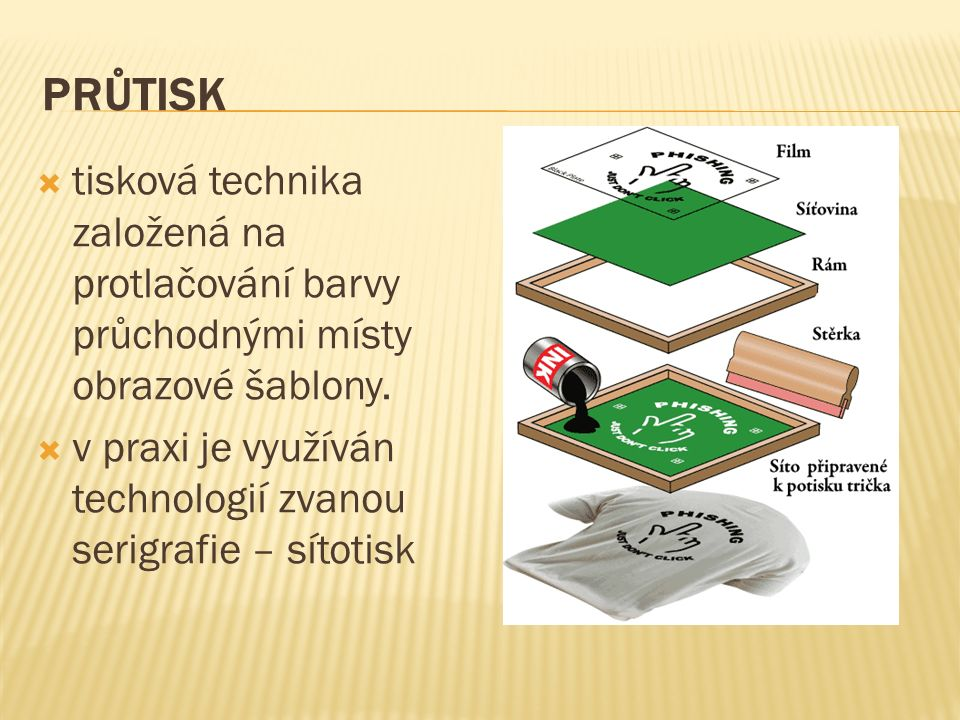 PRŮTISK
tisková technika
založená na
protlačování barvy
průchodnými místy
obrazové šablony.
v praxi je využíván
technologií zvanou
serigrafie – sítotisk
Film
PHISHING
JUST DON'T CLICK
Black Plate
Síťovina
Rám
Stěrka
INK
PHISHING
JUST DON'T CLICK
Síto připravené
k potisku trička
PHISHING
JUST DON'T CLICK